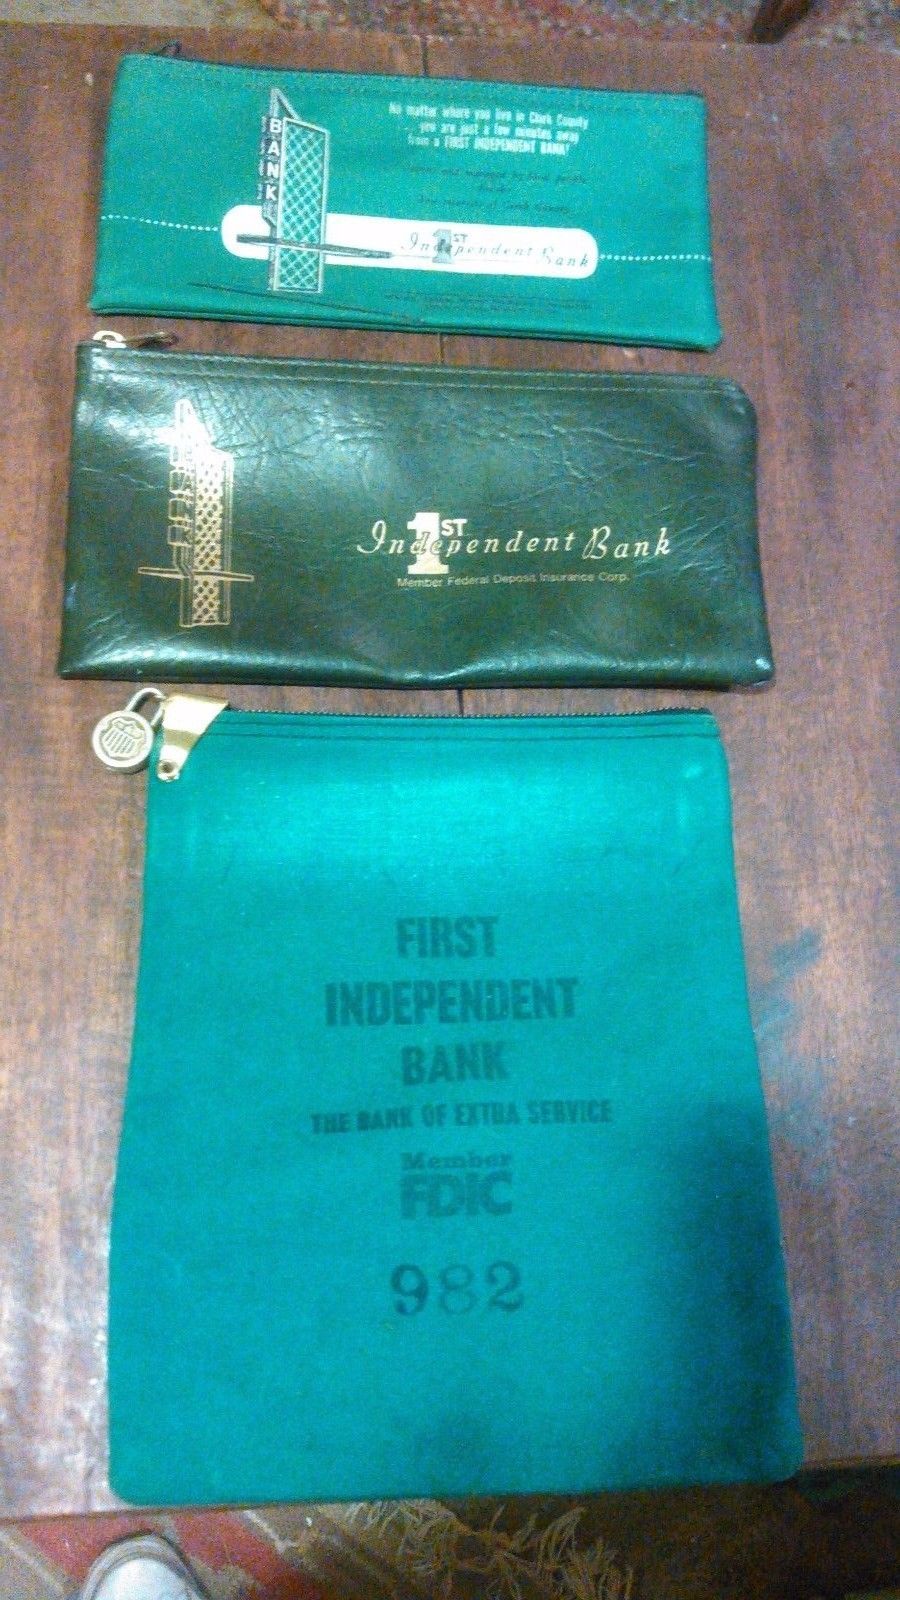 No matter where you live in Clark County
you are just a few minutes away
from a FIRST INDEPENDENT BANK!
BANK
1ST
Independent Bank
BANK
1ST
Independent Bank
Member Federal Deposit Insurance Corp.
FIRST
INDEPENDENT
BANK
THE BANK OF EXTRA SERVICE
Member
FDIC
982